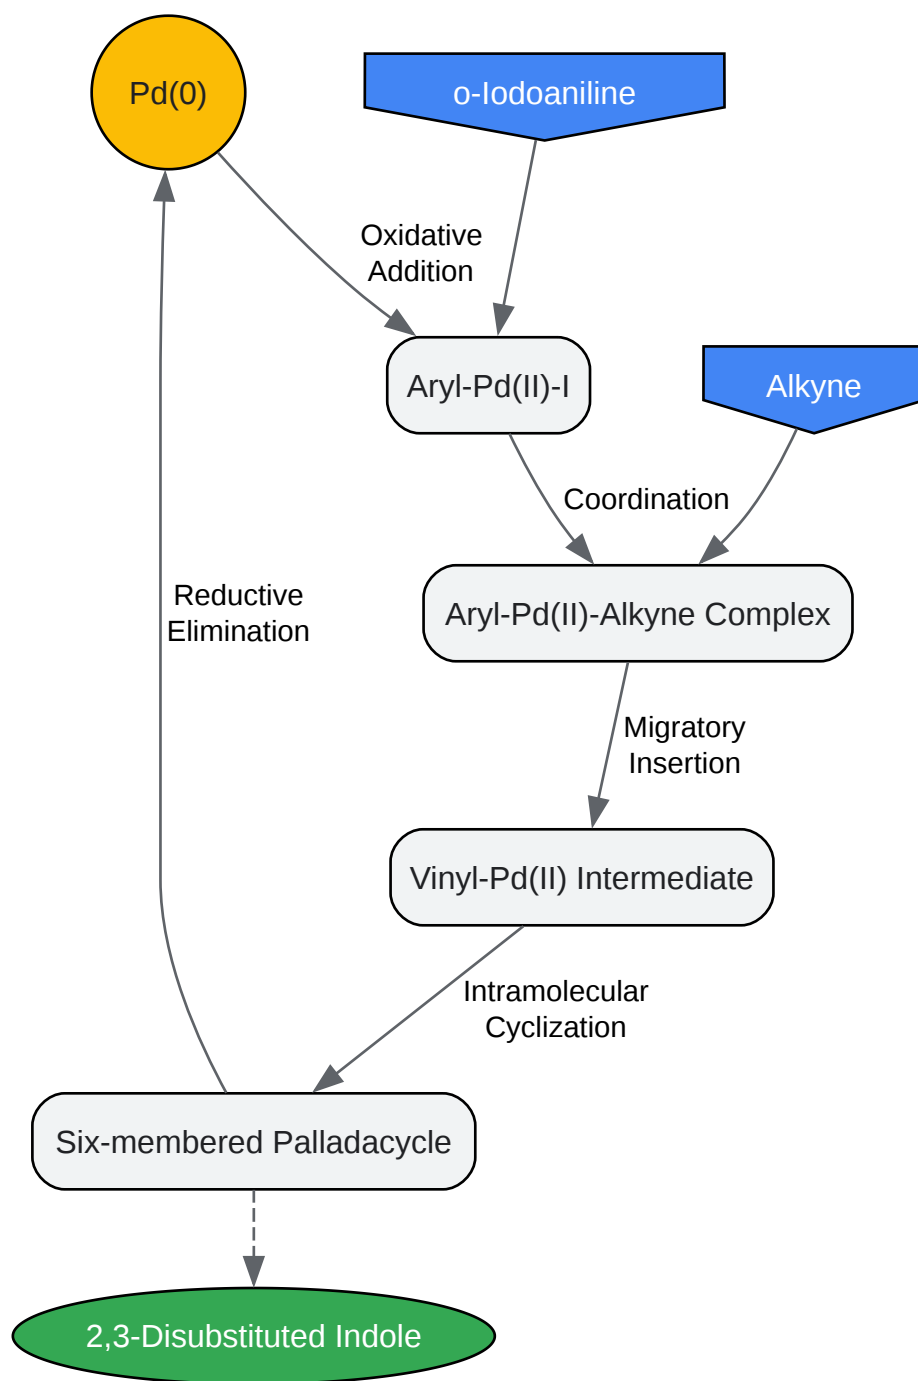 Pd(0)
o-Iodoaniline
Oxidative
Addition
Aryl-Pd(II)-I
Alkyne
Coordination
Reductive
Elimination
Aryl-Pd(II)-Alkyne Complex
Migratory
Insertion
Vinyl-Pd(II) Intermediate
Intramolecular
Cyclization
Six-membered Palladacycle
2,3-Disubstituted Indole